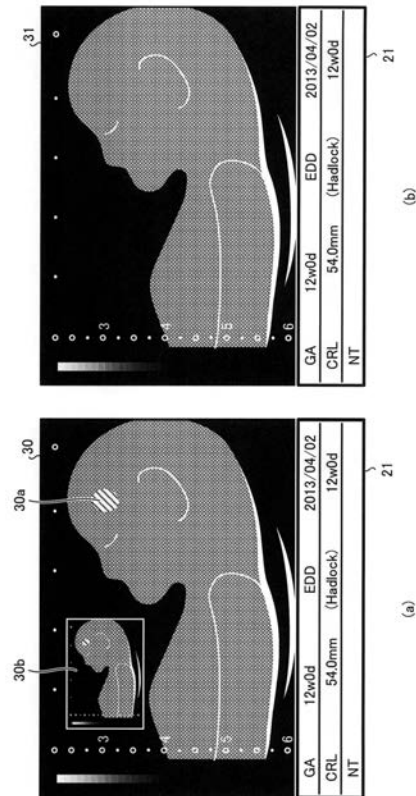 30
30a
30b
3
4
5
6
GA 12w0d EDD 2013/04/02
CRL 54.0mm (Hadlock) 12w0d
NT
21
(a)
31
3
4
5
6
GA 12w0d EDD 2013/04/02
CRL 54.0mm (Hadlock) 12w0d
NT
21
(b)